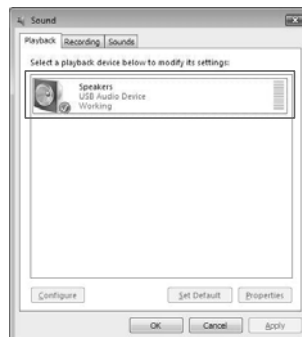 Sound
Playback Recording Sounds
Select a playback device below to modify its settings:
Speakers
USB Audio Device
Working
Configure Set Default Properties
OK Cancel Apply